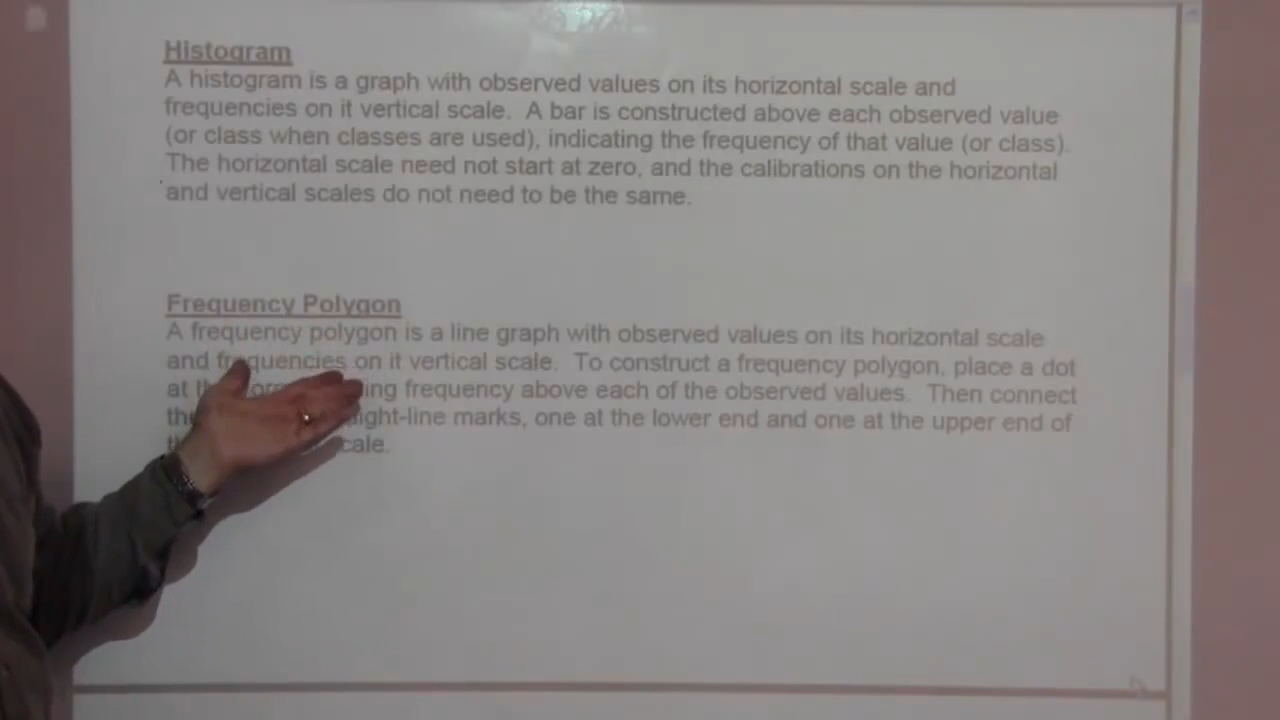 Histogram
A histogram is a graph with observed values on its horizontal scale and
frequencies on it vertical scale. A bar is constructed above each observed value
(or class when classes are used), indicating the frequency of that value (or class).
The horizontal scale need not start at zero, and the calibrations on the horizontal
and vertical scales do not need to be the same.
Frequency Polygon
A frequency polygon is a line graph with observed values on its horizontal scale
and frequencies on it vertical scale. To construct a frequency polygon, place a dot
at frequency above each of the observed values. Then connect
marks, one at the lower end and one at the upper end of